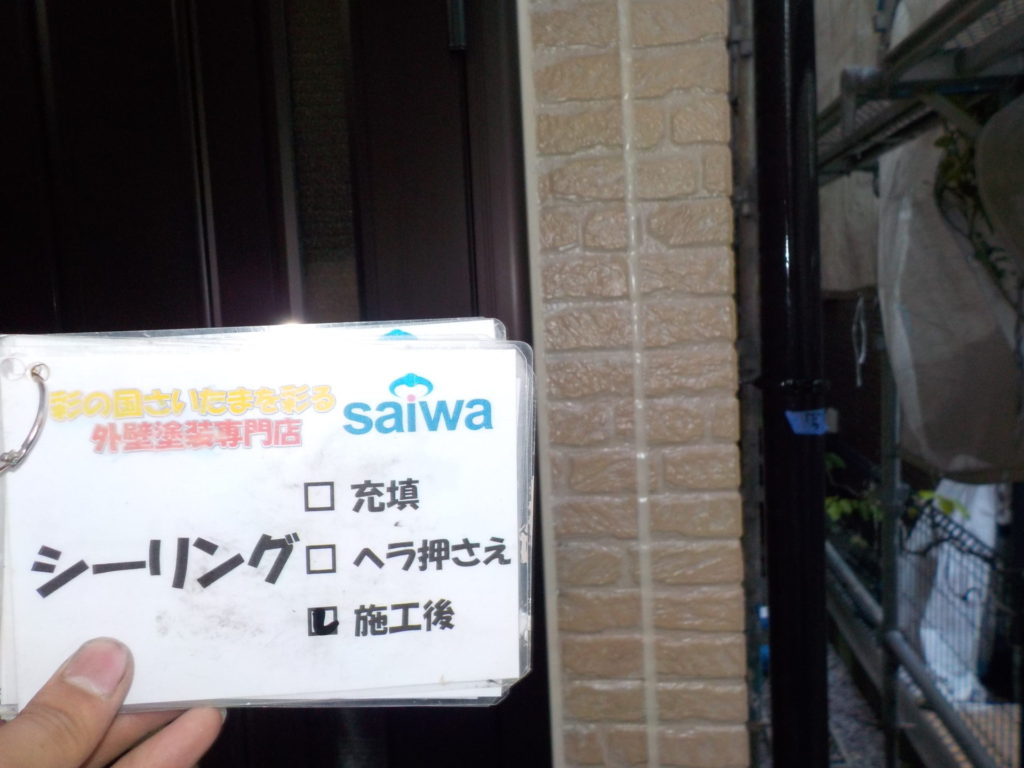 彩の国さいたまを彩る
外壁塗装専門店
saiwa
シーリング
□ 充填
□ ヘラ押さえ
■ 施工後